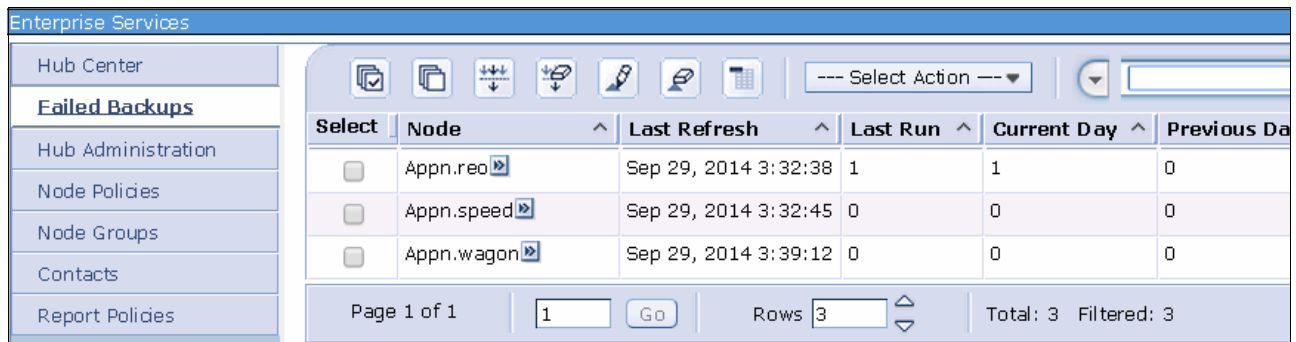 Enterprise Services
Hub Center
Failed Backups
Hub Administration
Node Policies
Node Groups
Contacts
Report Policies
--- Select Action ---
Select Node Last Refresh Last Run Current Day Previous Da
Appn.reo Sep 29, 2014 3:32:38 1 1 0
Appn.speed Sep 29, 2014 3:32:45 0 0 0
Appn.wagon Sep 29, 2014 3:39:12 0 0 0
Page 1 of 1 1 Go Rows 3 Total: 3 Filtered: 3